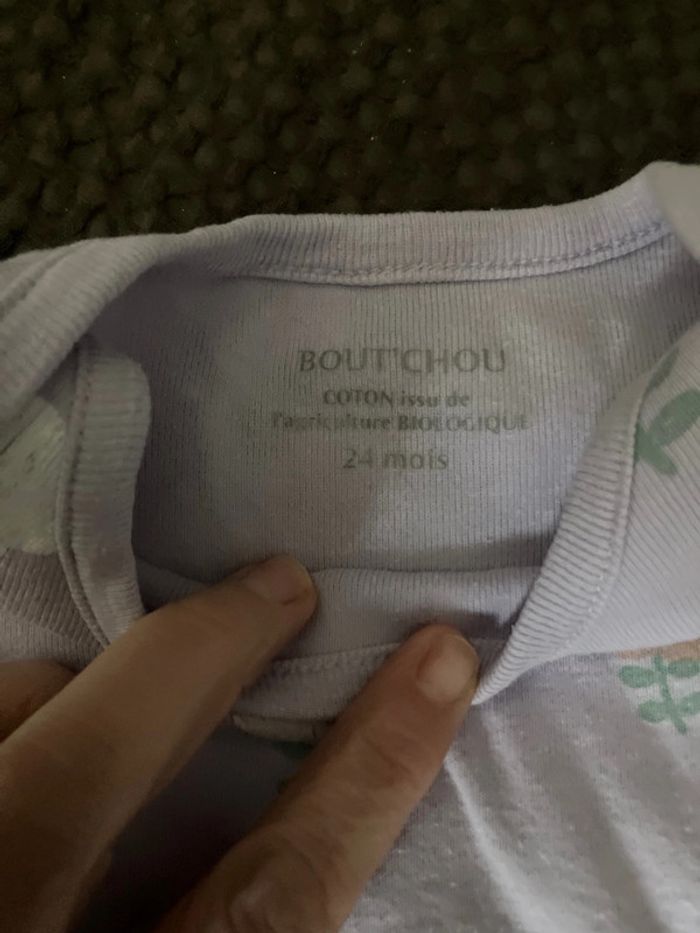 BOUT'CHOU
COTON issu de
l'agriculture BIOLOGIQUE
24 mois